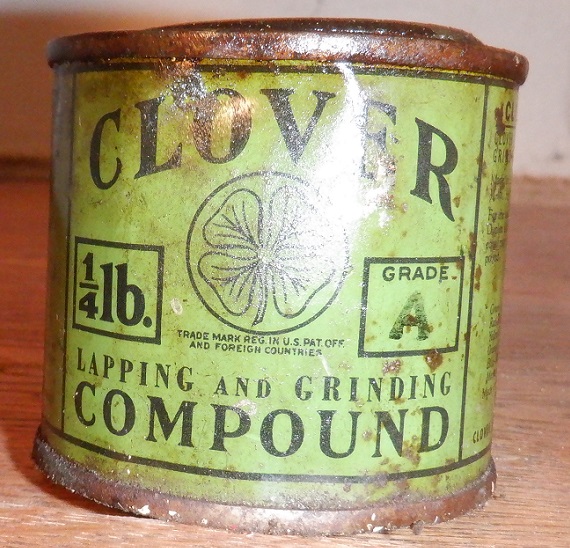 CLOVER
1/4 lb.
GRADE
A
TRADE MARK REG. IN U.S. PAT. OFF.
AND FOREIGN COUNTRIES
LAPPING AND GRINDING
COMPOUND